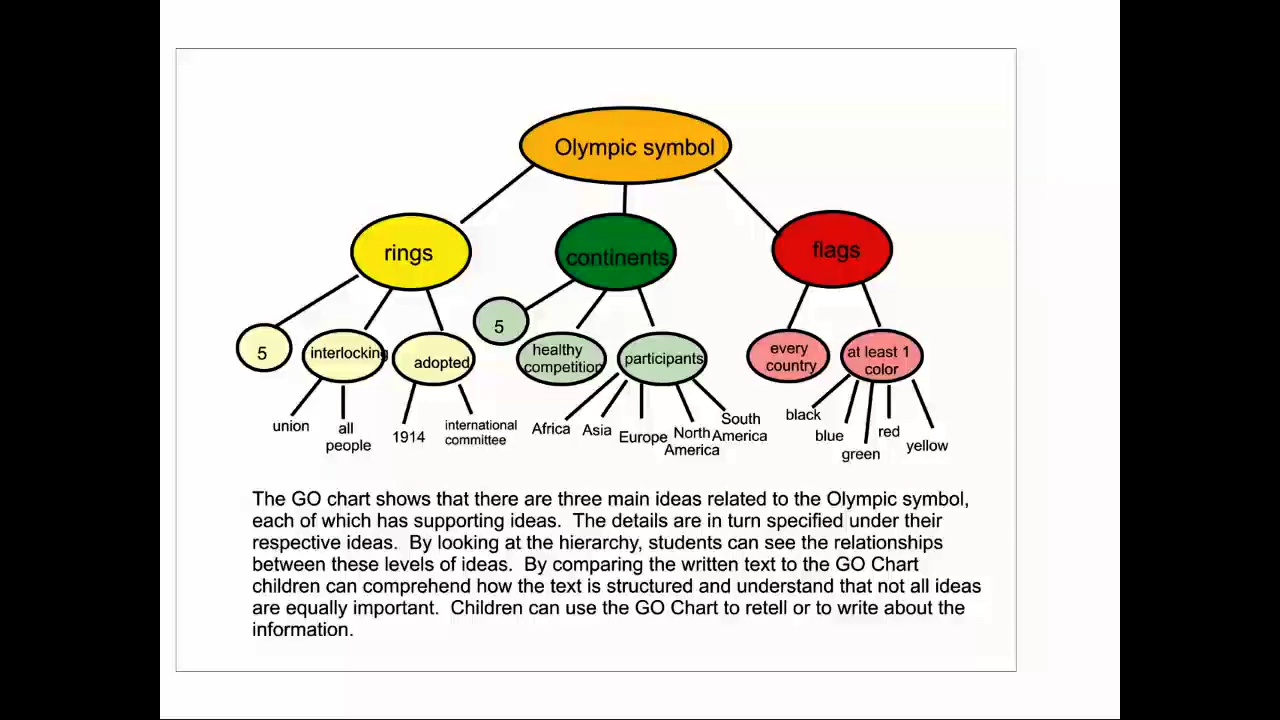 Olympic symbol
rings
continents
flags
5
interlocking
adopted
5
healthy
competition
participants
every
country
at least 1
color
union
all
people
1914
international
committee
Africa
Asia
Europe
North
America
South
America
black
blue
green
red
yellow
The GO chart shows that there are three main ideas related to the Olympic symbol,
each of which has supporting ideas.  The details are in turn specified under their
respective ideas.  By looking at the hierarchy, students can see the relationships
between these levels of ideas.  By comparing the written text to the GO Chart
children can comprehend how the text is structured and understand that not all ideas
are equally important.  Children can use the GO Chart to retell or to write about the
information.